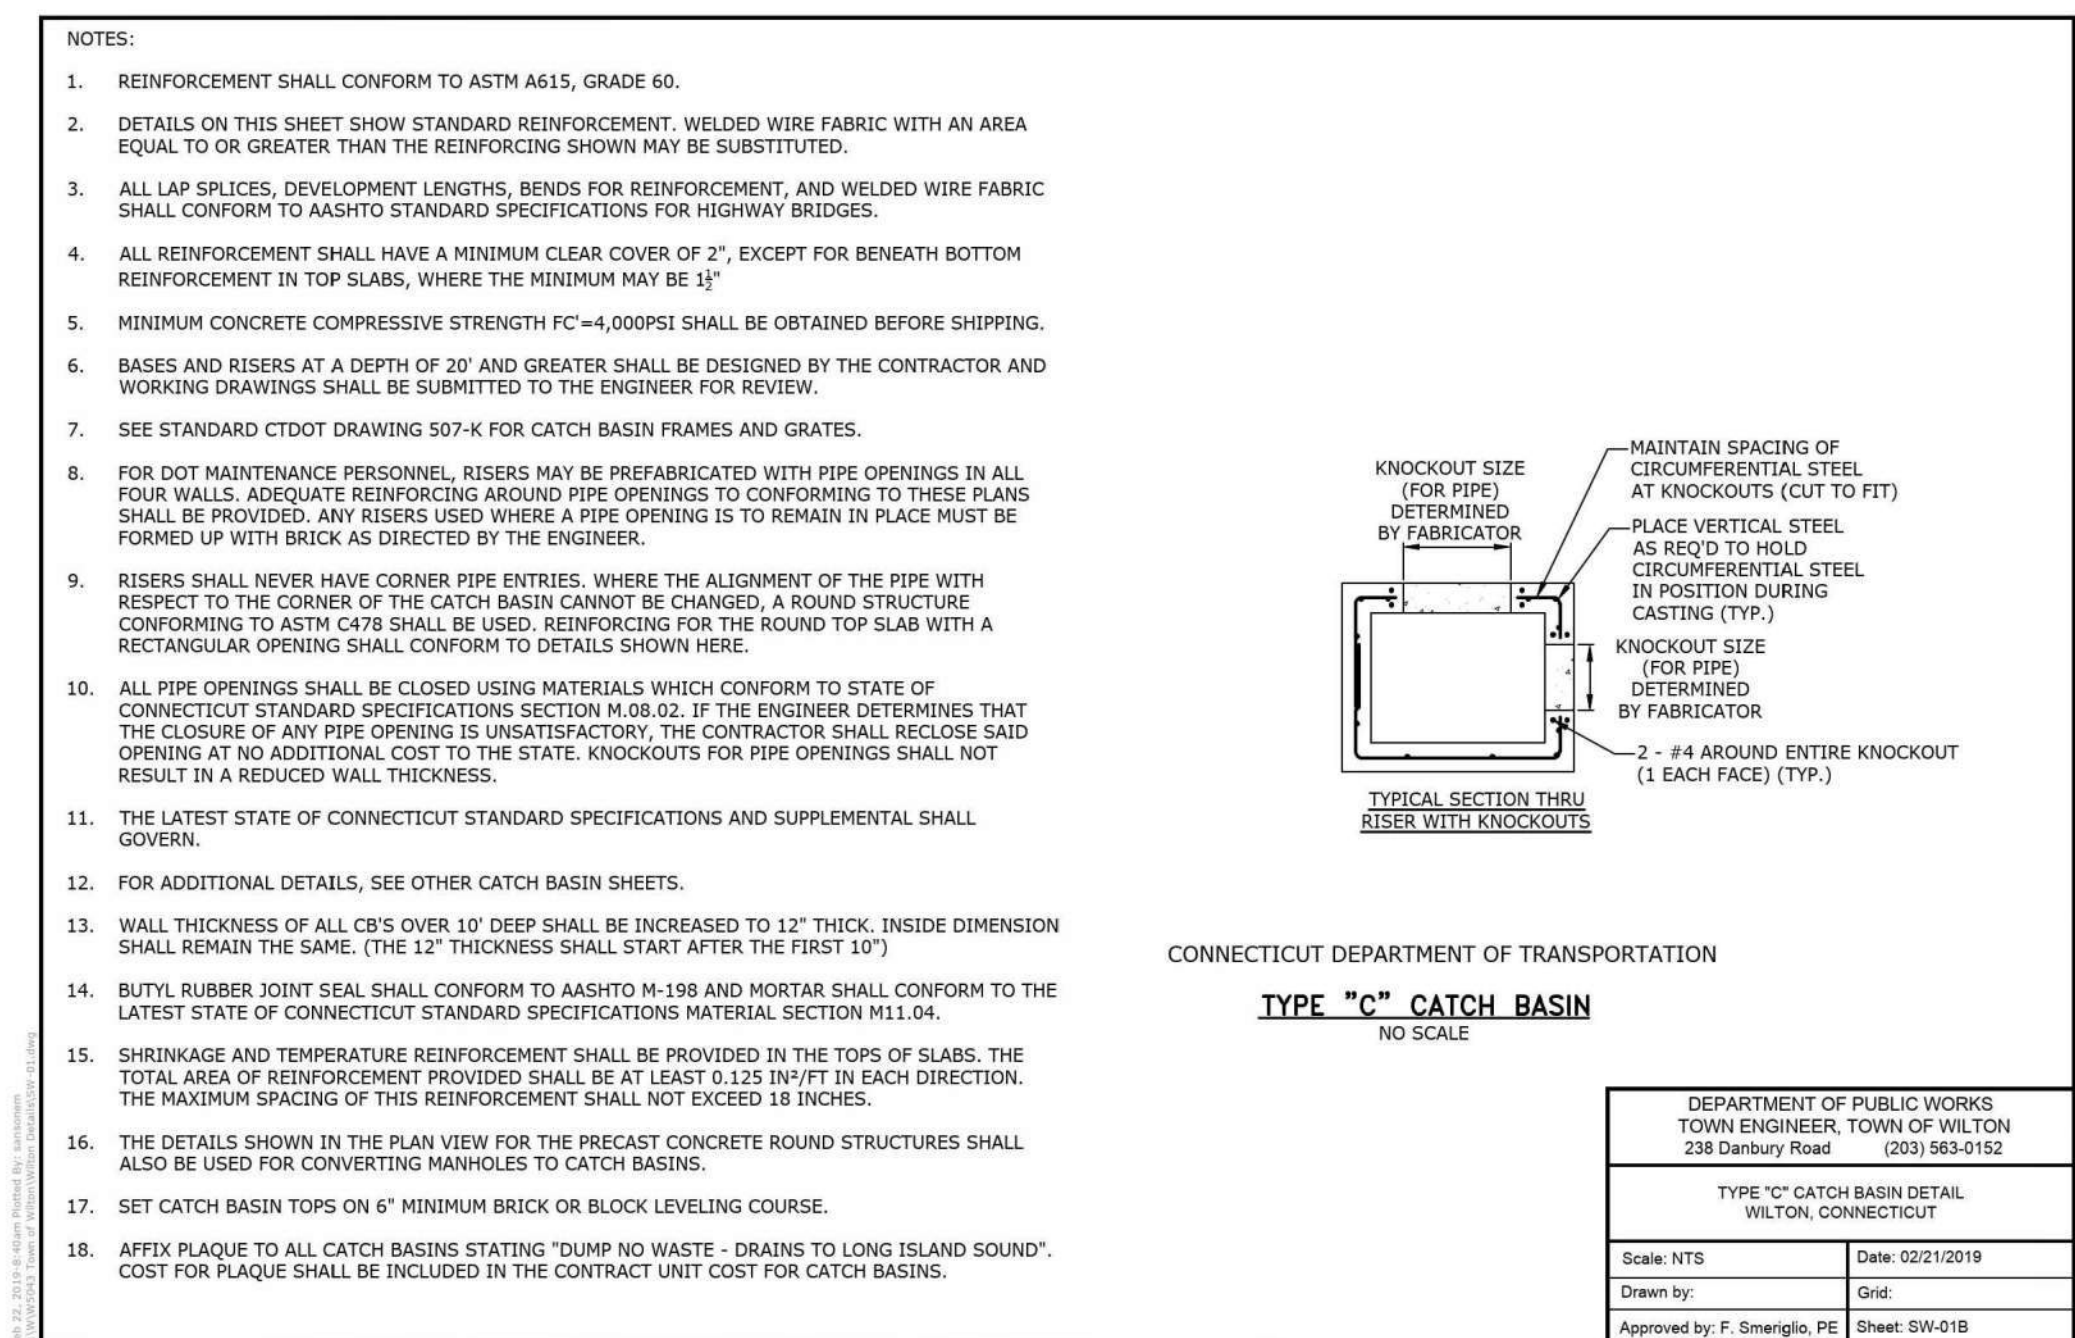 NOTES:
1. REINFORCEMENT SHALL CONFORM TO ASTM A615, GRADE 60.
2. DETAILS ON THIS SHEET SHOW STANDARD REINFORCEMENT. WELDED WIRE FABRIC WITH AN AREA
EQUAL TO OR GREATER THAN THE REINFORCING SHOWN MAY BE SUBSTITUTED.
3. ALL LAP SPLICES, DEVELOPMENT LENGTHS, BENDS FOR REINFORCEMENT, AND WELDED WIRE FABRIC
SHALL CONFORM TO AASHTO STANDARD SPECIFICATIONS FOR HIGHWAY BRIDGES.
4. ALL REINFORCEMENT SHALL HAVE A MINIMUM CLEAR COVER OF 2", EXCEPT FOR BENEATH BOTTOM
REINFORCEMENT IN TOP SLABS, WHERE THE MINIMUM MAY BE 1½"
5. MINIMUM CONCRETE COMPRESSIVE STRENGTH FC'=4,000PSI SHALL BE OBTAINED BEFORE SHIPPING.
6. BASES AND RISERS AT A DEPTH OF 20' AND GREATER SHALL BE DESIGNED BY THE CONTRACTOR AND
WORKING DRAWINGS SHALL BE SUBMITTED TO THE ENGINEER FOR REVIEW.
7. SEE STANDARD CTDOT DRAWING 507-K FOR CATCH BASIN FRAMES AND GRATES.
8. FOR DOT MAINTENANCE PERSONNEL, RISERS MAY BE PREFABRICATED WITH PIPE OPENINGS IN ALL
FOUR WALLS. ADEQUATE REINFORCING AROUND PIPE OPENINGS TO CONFORMING TO THESE PLANS
SHALL BE PROVIDED. ANY RISERS USED WHERE A PIPE OPENING IS TO REMAIN IN PLACE MUST BE
FORMED UP WITH BRICK AS DIRECTED BY THE ENGINEER.
9. RISERS SHALL NEVER HAVE CORNER PIPE ENTRIES. WHERE THE ALIGNMENT OF THE PIPE WITH
RESPECT TO THE CORNER OF THE CATCH BASIN CANNOT BE CHANGED, A ROUND STRUCTURE
CONFORMING TO ASTM C478 SHALL BE USED. REINFORCING FOR THE ROUND TOP SLAB WITH A
RECTANGULAR OPENING SHALL CONFORM TO DETAILS SHOWN HERE.
10. ALL PIPE OPENINGS SHALL BE CLOSED USING MATERIALS WHICH CONFORM TO STATE OF
CONNECTICUT STANDARD SPECIFICATIONS SECTION M.08.02. IF THE ENGINEER DETERMINES THAT
THE CLOSURE OF ANY PIPE OPENING IS UNSATISFACTORY, THE CONTRACTOR SHALL RECLOSE SAID
OPENING AT NO ADDITIONAL COST TO THE STATE. KNOCKOUTS FOR PIPE OPENINGS SHALL NOT
RESULT IN A REDUCED WALL THICKNESS.
11. THE LATEST STATE OF CONNECTICUT STANDARD SPECIFICATIONS AND SUPPLEMENTAL SHALL
GOVERN.
12. FOR ADDITIONAL DETAILS, SEE OTHER CATCH BASIN SHEETS.
13. WALL THICKNESS OF ALL CB'S OVER 10' DEEP SHALL BE INCREASED TO 12" THICK. INSIDE DIMENSION
SHALL REMAIN THE SAME. (THE 12" THICKNESS SHALL START AFTER THE FIRST 10")
14. BUTYL RUBBER JOINT SEAL SHALL CONFORM TO AASHTO M-198 AND MORTAR SHALL CONFORM TO THE
LATEST STATE OF CONNECTICUT STANDARD SPECIFICATIONS MATERIAL SECTION M11.04.
15. SHRINKAGE AND TEMPERATURE REINFORCEMENT SHALL BE PROVIDED IN THE TOPS OF SLABS. THE
TOTAL AREA OF REINFORCEMENT PROVIDED SHALL BE AT LEAST 0.125 IN²/FT IN EACH DIRECTION.
THE MAXIMUM SPACING OF THIS REINFORCEMENT SHALL NOT EXCEED 18 INCHES.
16. THE DETAILS SHOWN IN THE PLAN VIEW FOR THE PRECAST CONCRETE ROUND STRUCTURES SHALL
ALSO BE USED FOR CONVERTING MANHOLES TO CATCH BASINS.
17. SET CATCH BASIN TOPS ON 6" MINIMUM BRICK OR BLOCK LEVELING COURSE.
18. AFFIX PLAQUE TO ALL CATCH BASINS STATING "DUMP NO WASTE - DRAINS TO LONG ISLAND SOUND".
COST FOR PLAQUE SHALL BE INCLUDED IN THE CONTRACT UNIT COST FOR CATCH BASINS.
KNOCKOUT SIZE
(FOR PIPE)
DETERMINED
BY FABRICATOR
MAINTAIN SPACING OF
CIRCUMFERENTIAL STEEL
AT KNOCKOUTS (CUT TO FIT)
PLACE VERTICAL STEEL
AS REQ'D TO HOLD
CIRCUMFERENTIAL STEEL
IN POSITION DURING
CASTING (TYP.)
KNOCKOUT SIZE
(FOR PIPE)
DETERMINED
BY FABRICATOR
2 - #4 AROUND ENTIRE KNOCKOUT
(1 EACH FACE) (TYP.)
TYPICAL SECTION THRU
RISER WITH KNOCKOUTS
CONNECTICUT DEPARTMENT OF TRANSPORTATION
TYPE "C" CATCH BASIN
NO SCALE
DEPARTMENT OF PUBLIC WORKS
TOWN ENGINEER, TOWN OF WILTON
238 Danbury Road (203) 563-0152
TYPE "C" CATCH BASIN DETAIL
WILTON, CONNECTICUT
Scale: NTS
Date: 02/21/2019
Drawn by:
Grid:
Approved by: F. Smeriglio, PE
Sheet: SW-01B
22, 2019-8:40am Plotted By: sansonem
Town of Wilton\Wilton Details\SW-01.dwg